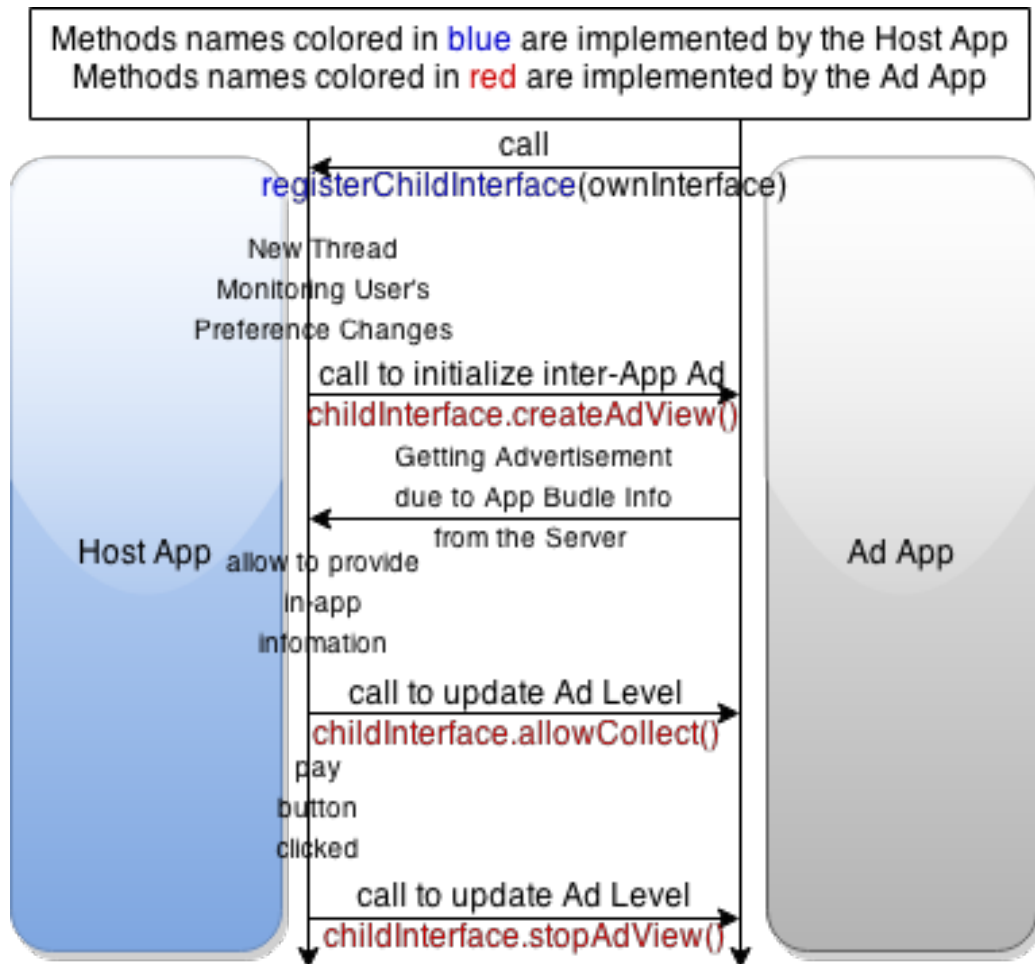 Methods names colored in blue are implemented by the Host App
Methods names colored in red are implemented by the Ad App
call
registerChildInterface(ownInterface)
New Thread
Monitoring User's
Preference Changes
call to initialize inter-App Ad
childInterface.createAdView()
Getting Advertisement
due to App Budle Info
from the Server
Host App
Ad App
allow to provide
in-app
infomation
call to update Ad Level
childInterface.allowCollect()
pay
button
clicked
call to update Ad Level
childInterface.stopAdView()